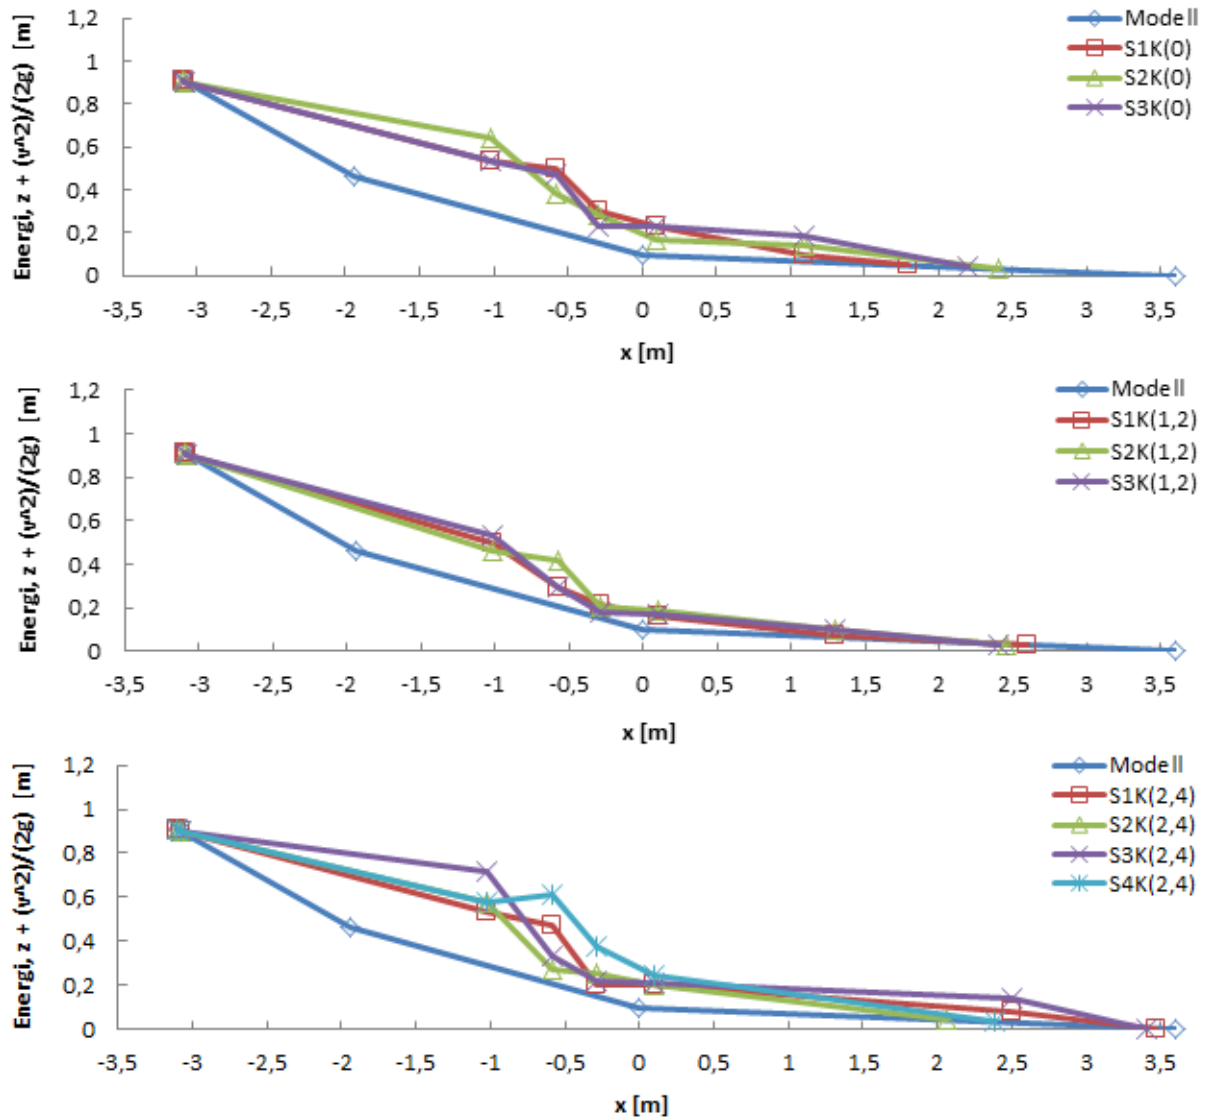 Energi, z + (v^2)/(2g) [m]
1,2
1
0,8
0,6
0,4
0,2
0
-3,5 -3 -2,5 -2 -1,5 -1 -0,5 0 0,5 1 1,5 2 2,5 3 3,5
x [m]
Modell
S1K(0)
S2K(0)
S3K(0)
Energi, z + (v^2)/(2g) [m]
1,2
1
0,8
0,6
0,4
0,2
0
-3,5 -3 -2,5 -2 -1,5 -1 -0,5 0 0,5 1 1,5 2 2,5 3 3,5
x [m]
Modell
S1K(1,2)
S2K(1,2)
S3K(1,2)
Energi, z + (v^2)/(2g) [m]
1,2
1
0,8
0,6
0,4
0,2
0
-3,5 -3 -2,5 -2 -1,5 -1 -0,5 0 0,5 1 1,5 2 2,5 3 3,5
x [m]
Modell
S1K(2,4)
S2K(2,4)
S3K(2,4)
S4K(2,4)